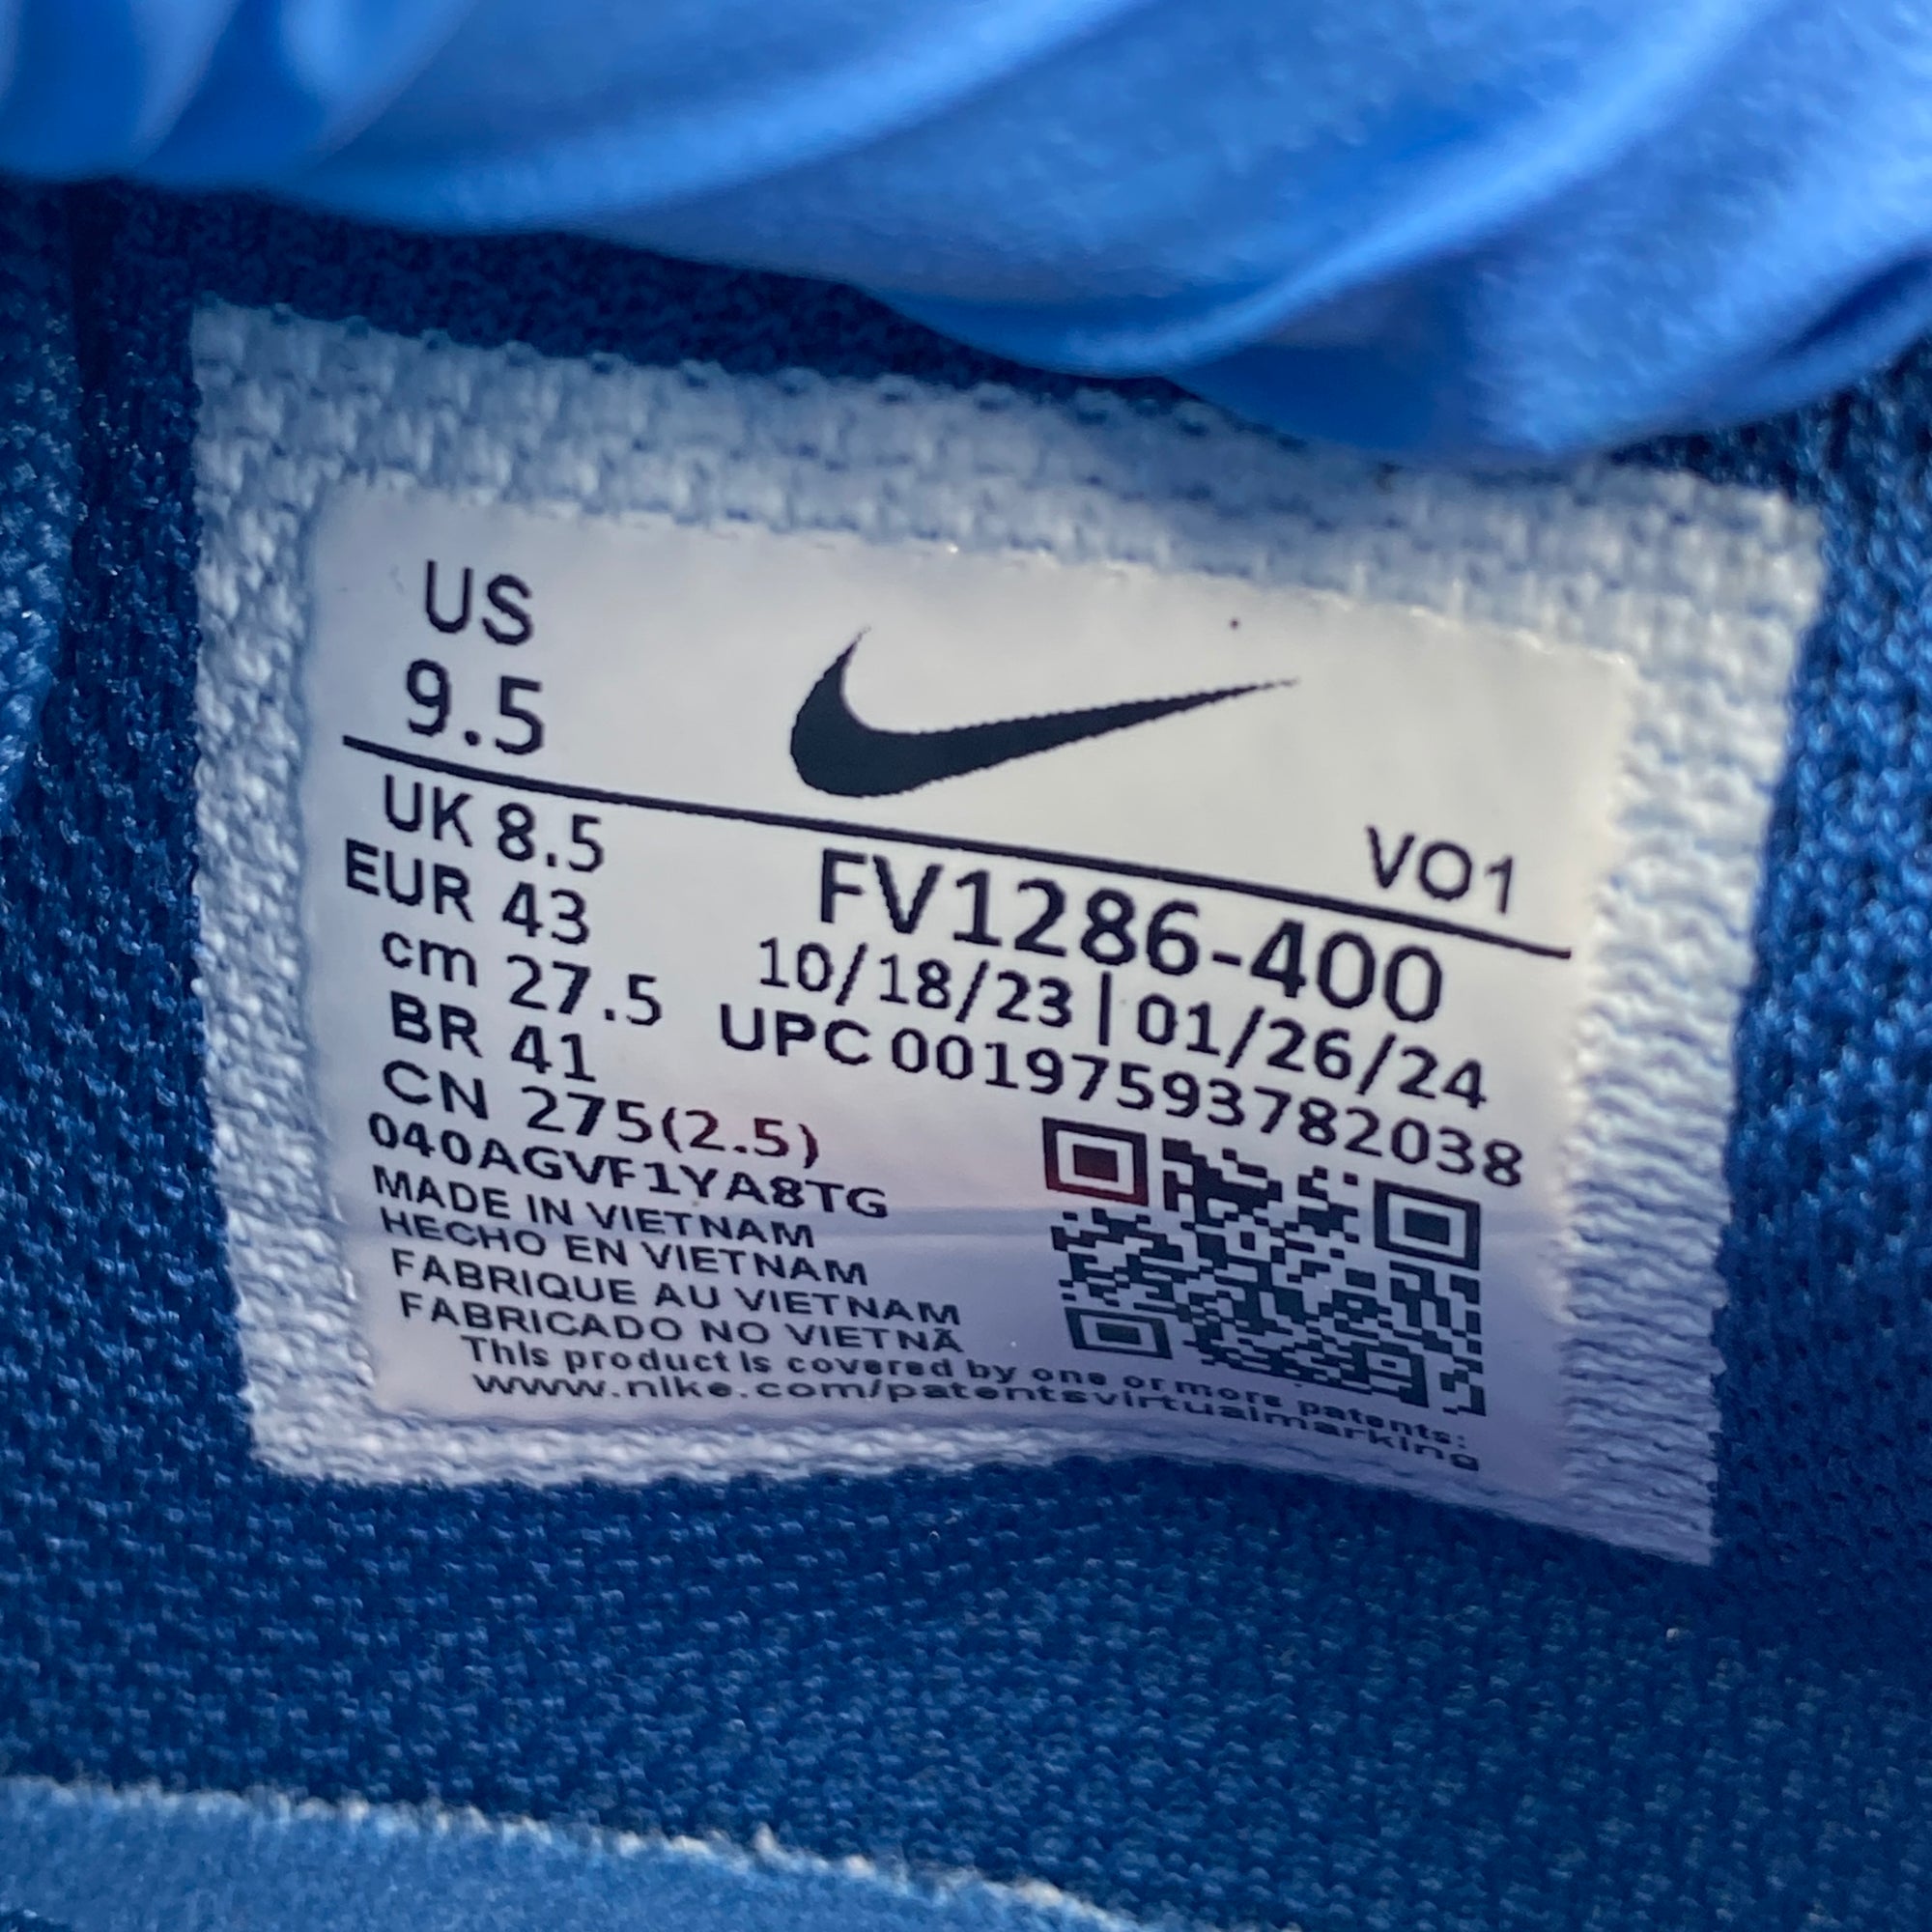 US
9.5
VO1
UK 8.5
EUR 43
cm 27.5
BR 41
CN 275(2.5)
FV1286-400
10/18/23 | 01/26/24
UPC 00197593782038
040AGVF1YA8TG
MADE IN VIETNAM
HECHO EN VIETNAM
FABRIQUE AU VIETNAM
FABRICADO NO VIETNÃ
This product is covered by one or more patents:
www.nike.com/patentsvirtualmarking